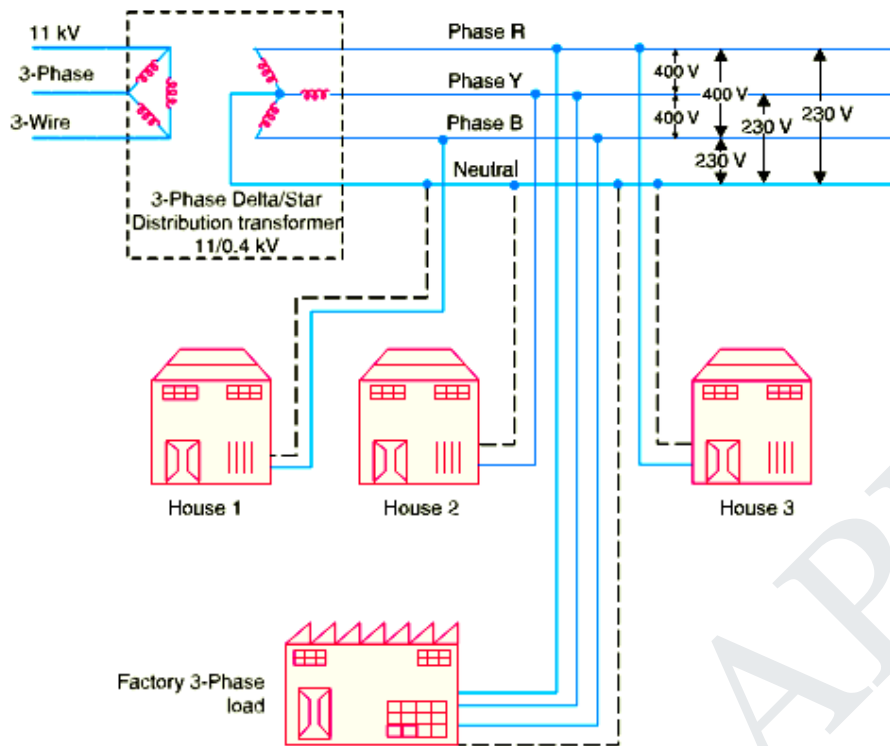 11 kV
3-Phase
3-Wire
3-Phase Delta/Star
Distribution transformer
11/0.4 kV
Phase R
Phase Y
Phase B
Neutral
400 V
400 V
400 V
230 V
230 V
230 V
House 1
House 2
House 3
Factory 3-Phase
load